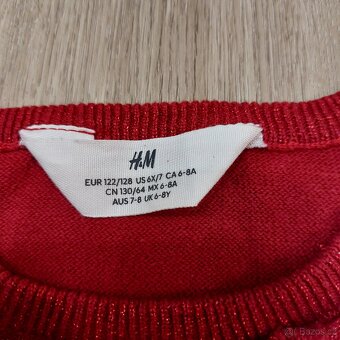 H&M
EUR 122/128 US 6X/7 CA 6-8A
CN 130/64 MX 6-8A
AUS 7-8 UK 6-8Y